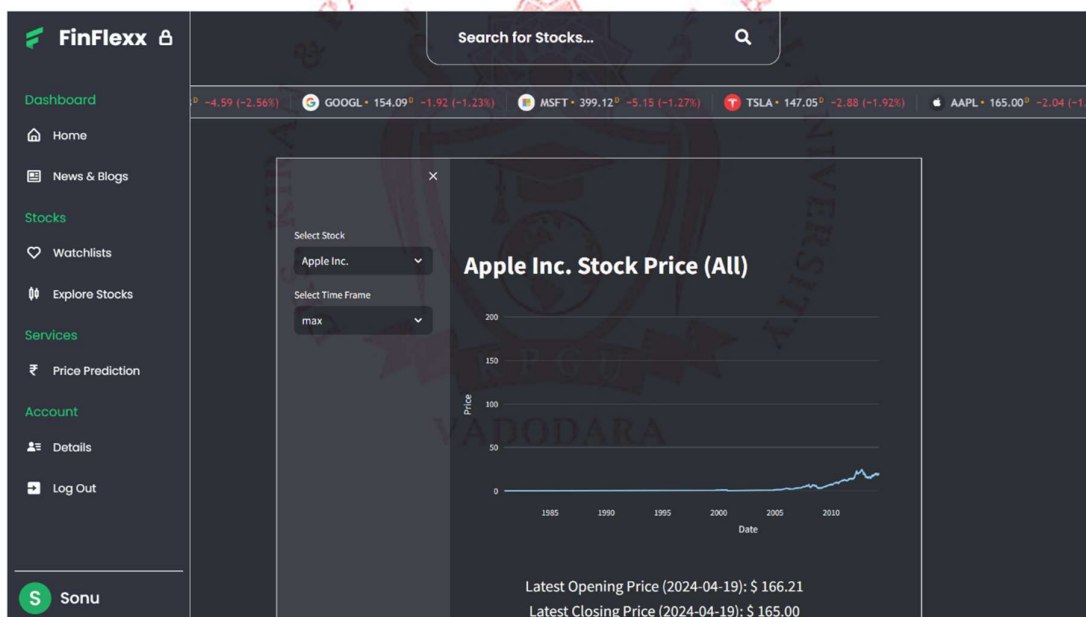 FinFlexx
Search for Stocks...
D -4.59 (-2.56%) GOOGL • 154.09 D -1.92 (-1.23%) MSFT • 399.12 D -5.15 (-1.27%) TSLA • 147.05 D -2.88 (-1.92%) AAPL • 165.00 D -2.04 (-1.
Dashboard
Home
News & Blogs
Stocks
Watchlists
Explore Stocks
Services
₹ Price Prediction
Account
Details
Log Out
S Sonu
×
Select Stock
Apple Inc.
Select Time Frame
max
Apple Inc. Stock Price (All)
200
150
100
50
0
Price
1985 1990 1995 2000 2005 2010
Date
Latest Opening Price (2024-04-19): $ 166.21
Latest Closing Price (2024-04-19): $ 165.00
UNIVERSITY
KPGU
VADODARA